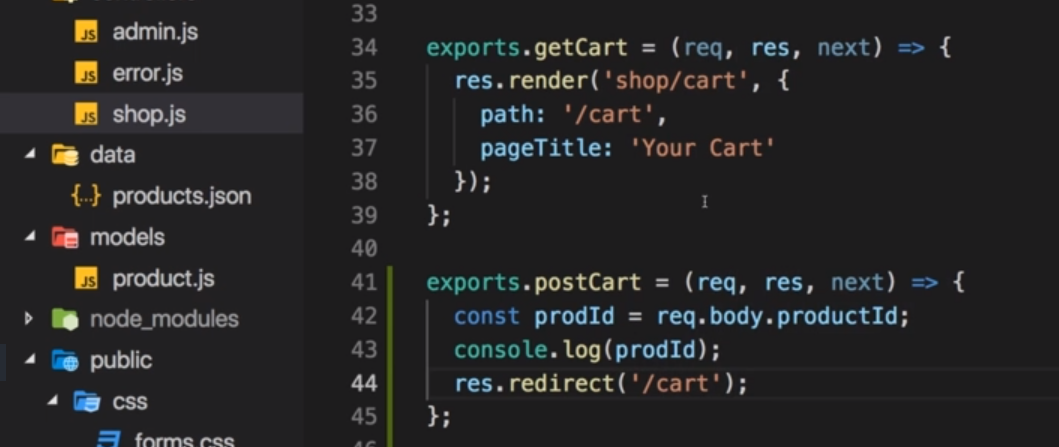 admin.js
error.js
shop.js
data
{..} products.json
models
product.js
node_modules
public
css
forms.css
33
34 exports.getCart = (req, res, next) => {
35 res.render('shop/cart', {
36 path: '/cart',
37 pageTitle: 'Your Cart'
38 });
39 };
40
41 exports.postCart = (req, res, next) => {
42 const prodId = req.body.productId;
43 console.log(prodId);
44 res.redirect('/cart');
45 };